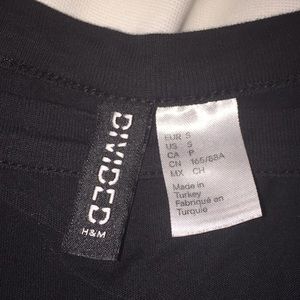 DIVIDED
H&M
EUR S
US S
CA P
CN 165/88A
MX CH
Made in
Turkey
Fabriqué en
Turquie